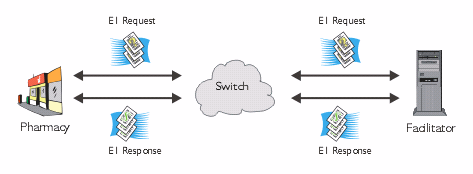 E1 Request
E1 Request
Switch
Pharmacy
Facilitator
E1 Response
E1 Response